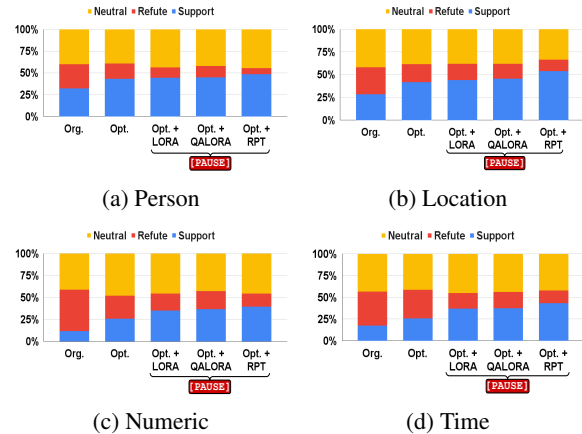 Neutral Refute Support
100%
75%
50%
25%
0%
Org. Opt. Opt. + LORA Opt. + QALORA Opt. + RPT
[PAUSE]
(a) Person
Neutral Refute Support
100%
75%
50%
25%
0%
Org. Opt. Opt. + LORA Opt. + QALORA Opt. + RPT
[PAUSE]
(b) Location
Neutral Refute Support
100%
75%
50%
25%
0%
Org. Opt. Opt. + LORA Opt. + QALORA Opt. + RPT
[PAUSE]
(c) Numeric
Neutral Refute Support
100%
75%
50%
25%
0%
Org. Opt. Opt. + LORA Opt. + QALORA Opt. + RPT
[PAUSE]
(d) Time